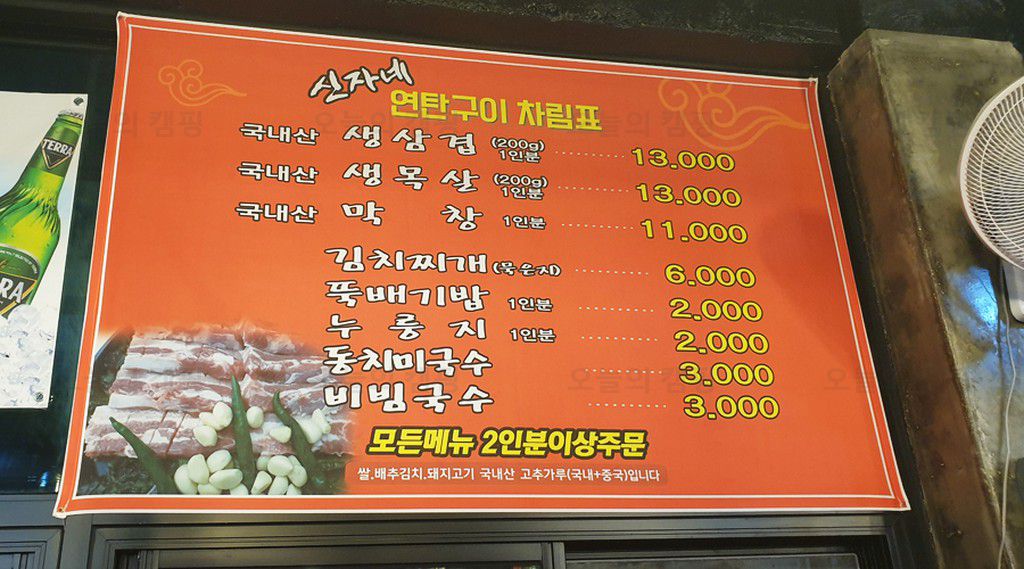 신자네
연탄구이 차림표
국내산 생삼겹 (200g) 1인분 ········· 13.000
국내산 생목살 (200g) 1인분 ········· 13.000
국내산 막창 1인분 ········· 11.000
김치찌개(묵은지) ········· 6.000
뚝배기밥 1인분 ········· 2.000
누룽지 1인분 ········· 2.000
동치미국수 ········· 3.000
비빔국수 ········· 3.000
모든메뉴 2인분이상주문
쌀.배추김치.돼지고기 국내산 고추가루(국내+중국)입니다
TERRA
오늘의 캠핑